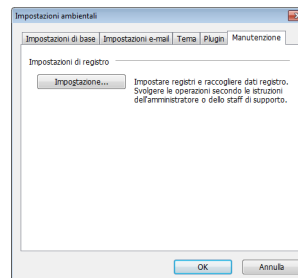 Impostazioni ambientali
Impostazioni di base Impostazioni e-mail Tema Plugin Manutenzione
Impostazioni di registro
Impostazione... Impostare registri e raccogliere dati registro.
Svolgere le operazioni secondo le istruzioni
dell'amministratore o dello staff di supporto.
OK Annulla